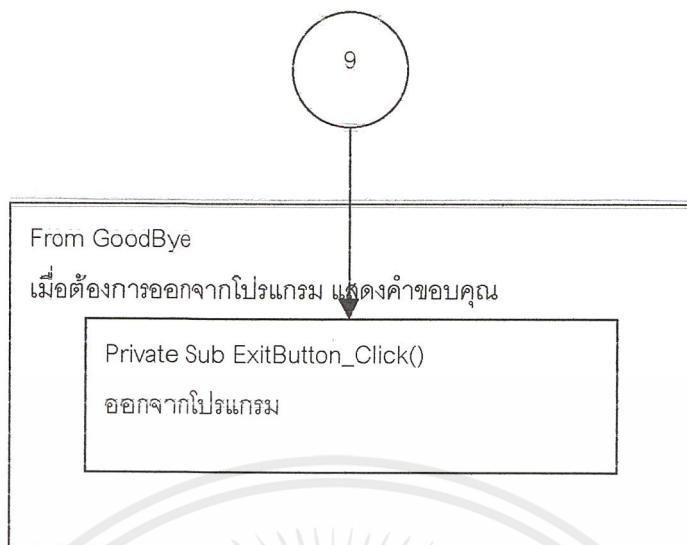 9
From GoodBye
เมื่อต้องการออกจากโปรแกรม แสดงคำขอบคุณ
Private Sub ExitButton_Click()
ออกจากโปรแกรม